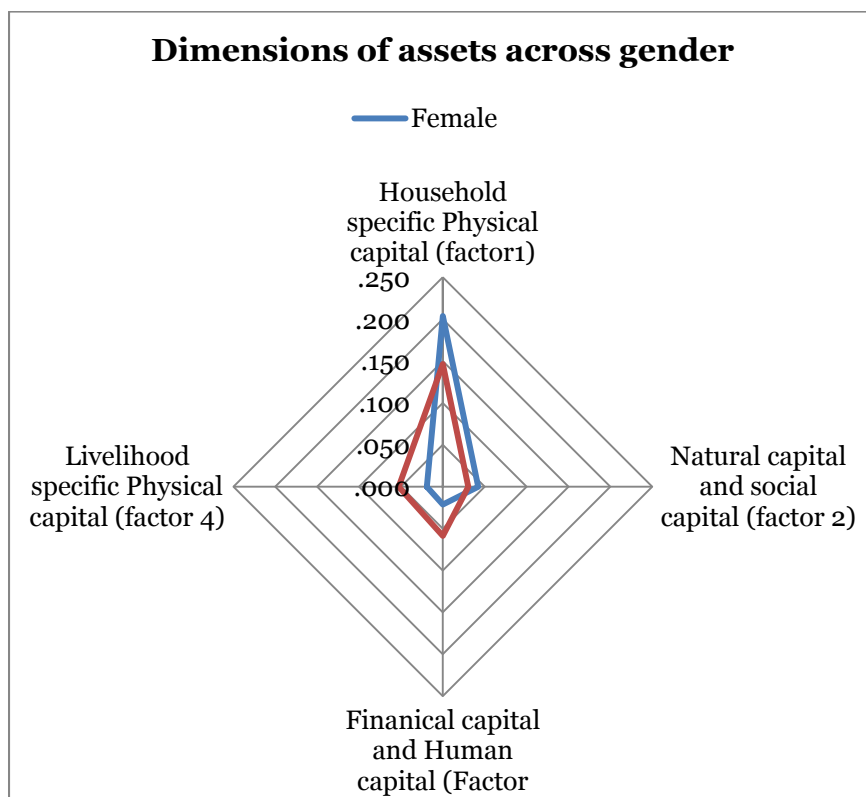 Dimensions of assets across gender
Female
Household
specific Physical
capital (factor1)
.250
.200
.150
.100
.050
.000
Livelihood
specific Physical
capital (factor 4)
Natural capital
and social
capital (factor 2)
Finanical capital
and Human
capital (Factor